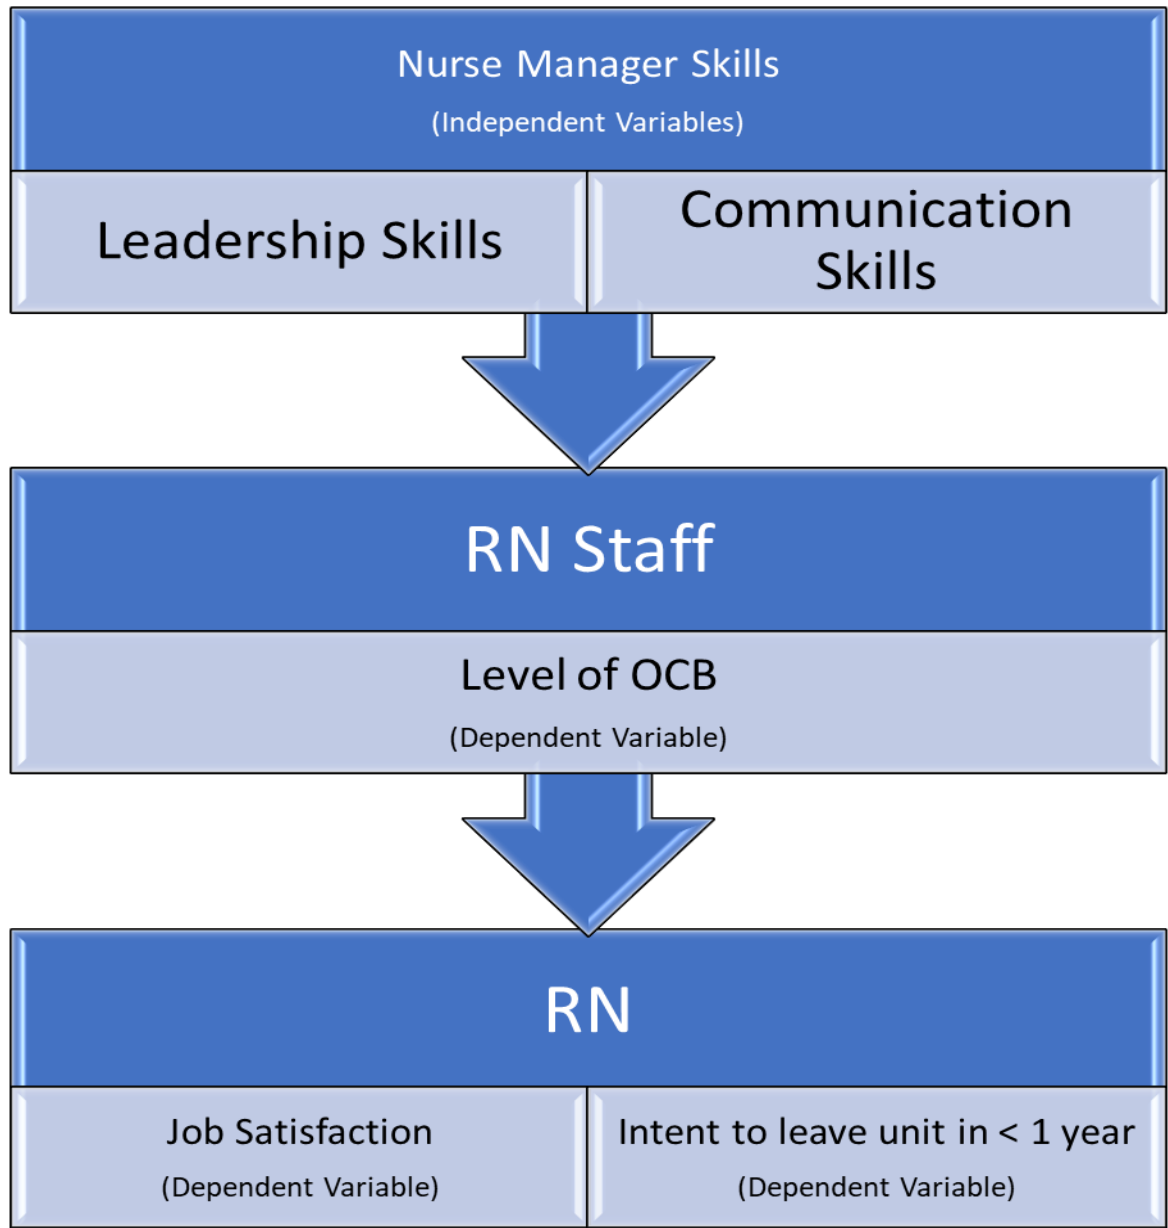 Nurse Manager Skills
(Independent Variables)
Leadership Skills
Communication
Skills
RN Staff
Level of OCB
(Dependent Variable)
RN
Job Satisfaction
(Dependent Variable)
Intent to leave unit in < 1 year
(Dependent Variable)